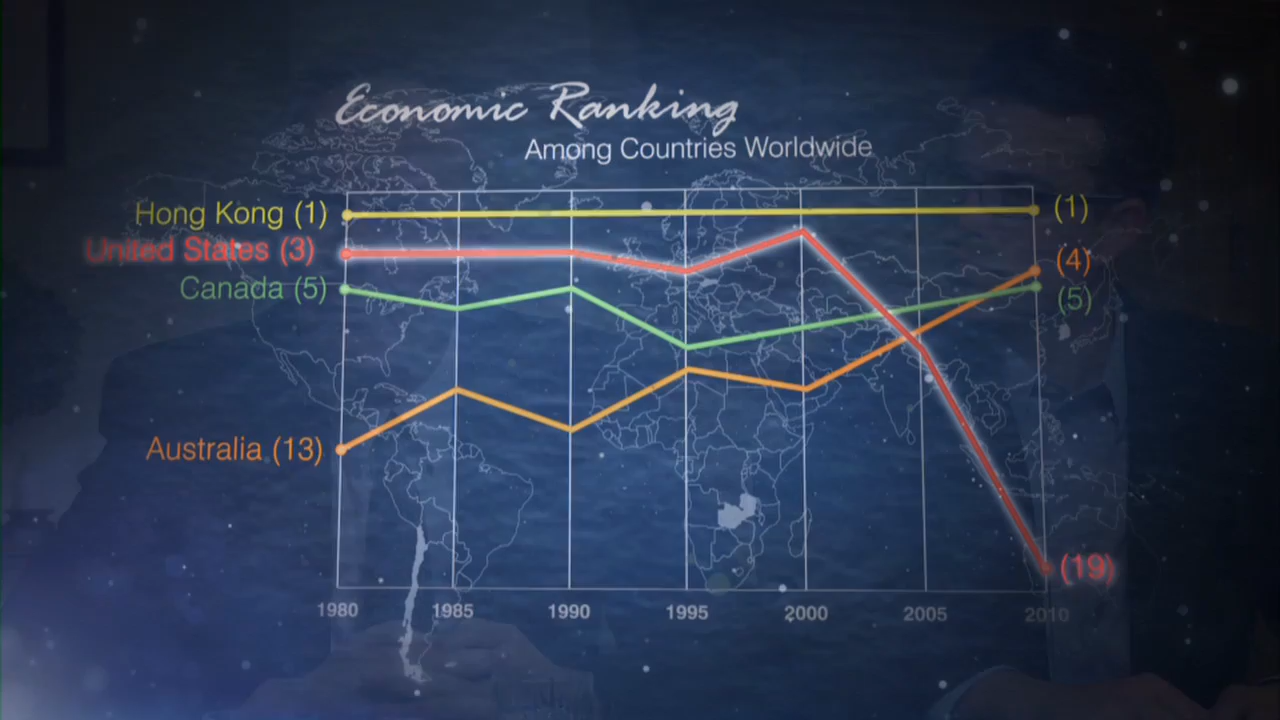 Economic Ranking
Among Countries Worldwide
Hong Kong (1)
(1)
United States (3)
(4)
Canada (5)
(5)
Australia (13)
(19)
1980 1985 1990 1995 2000 2005 2010